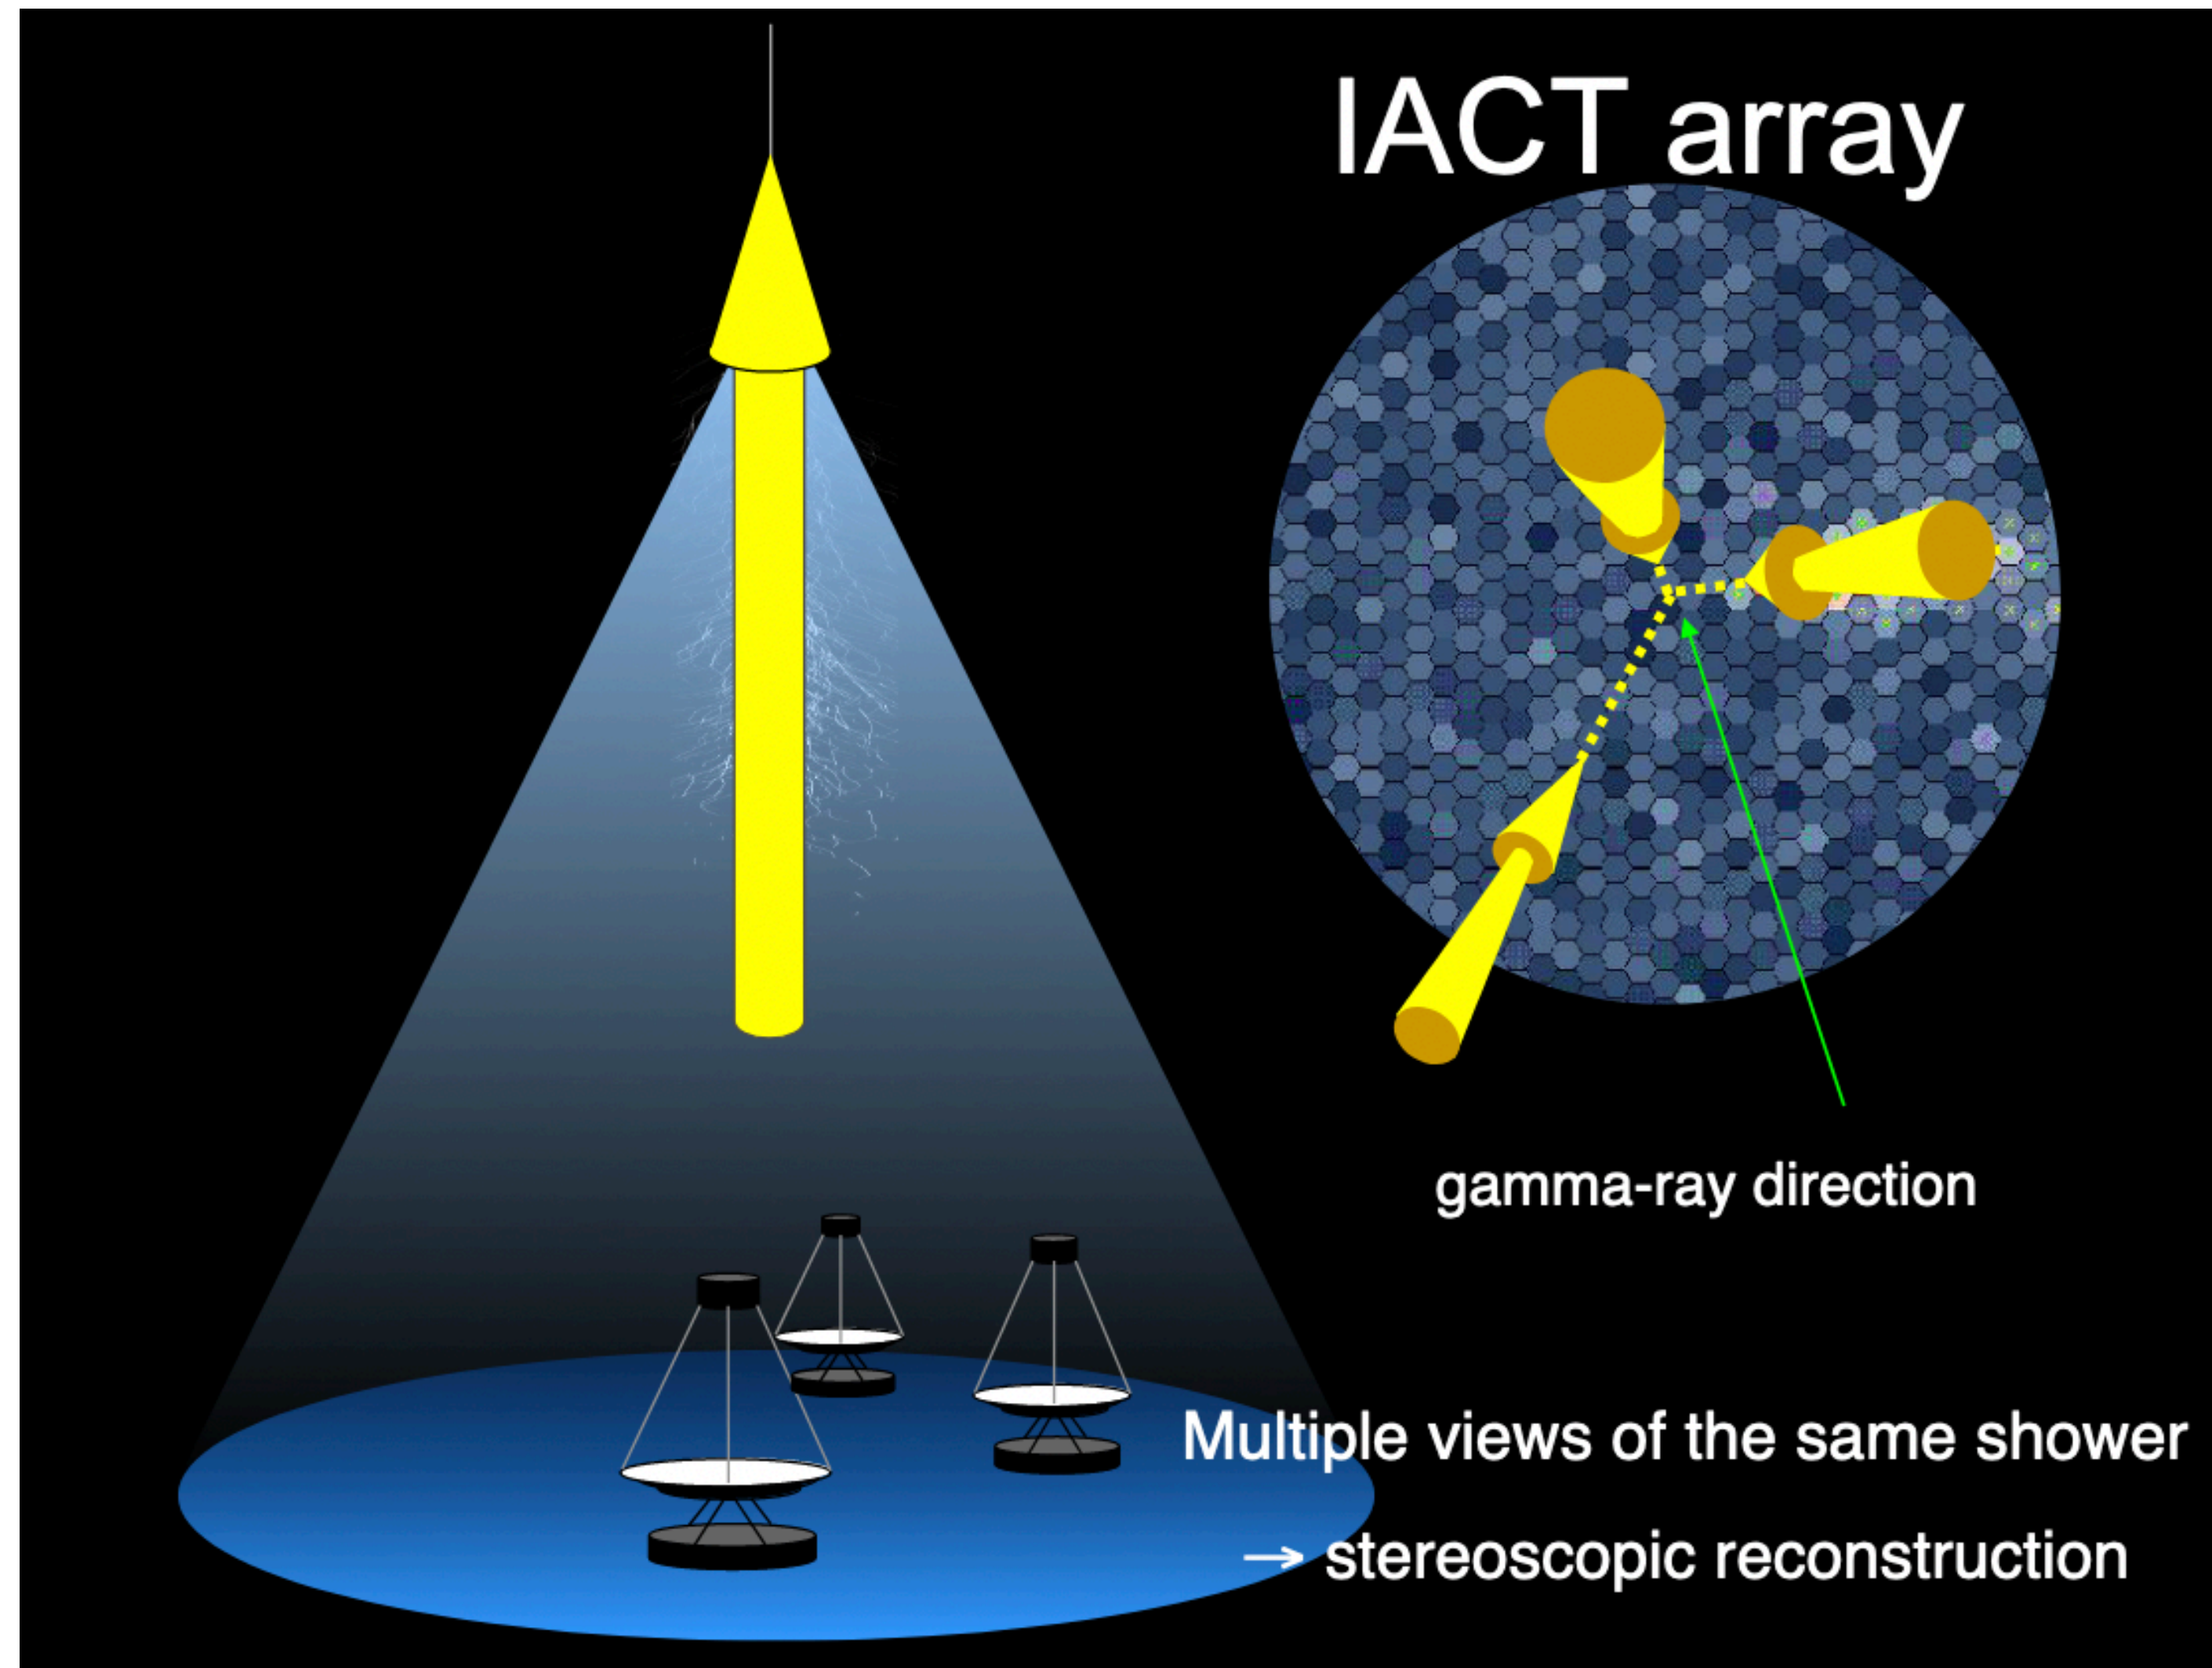 IACT array
gamma-ray direction
Multiple views of the same shower
→ stereoscopic reconstruction